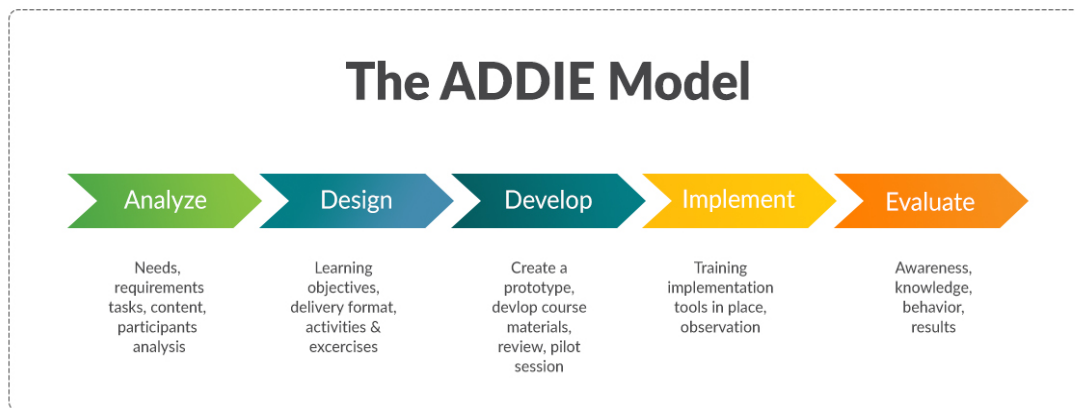 The ADDIE Model
Analyze
Design
Develop
Implement
Evaluate
Needs,
requirements
tasks, content,
participants
analysis
Learning
objectives,
delivery format,
activities &
excercises
Create a
prototype,
devlop course
materials,
review, pilot
session
Training
implementation
tools in place,
observation
Awareness,
knowledge,
behavior,
results